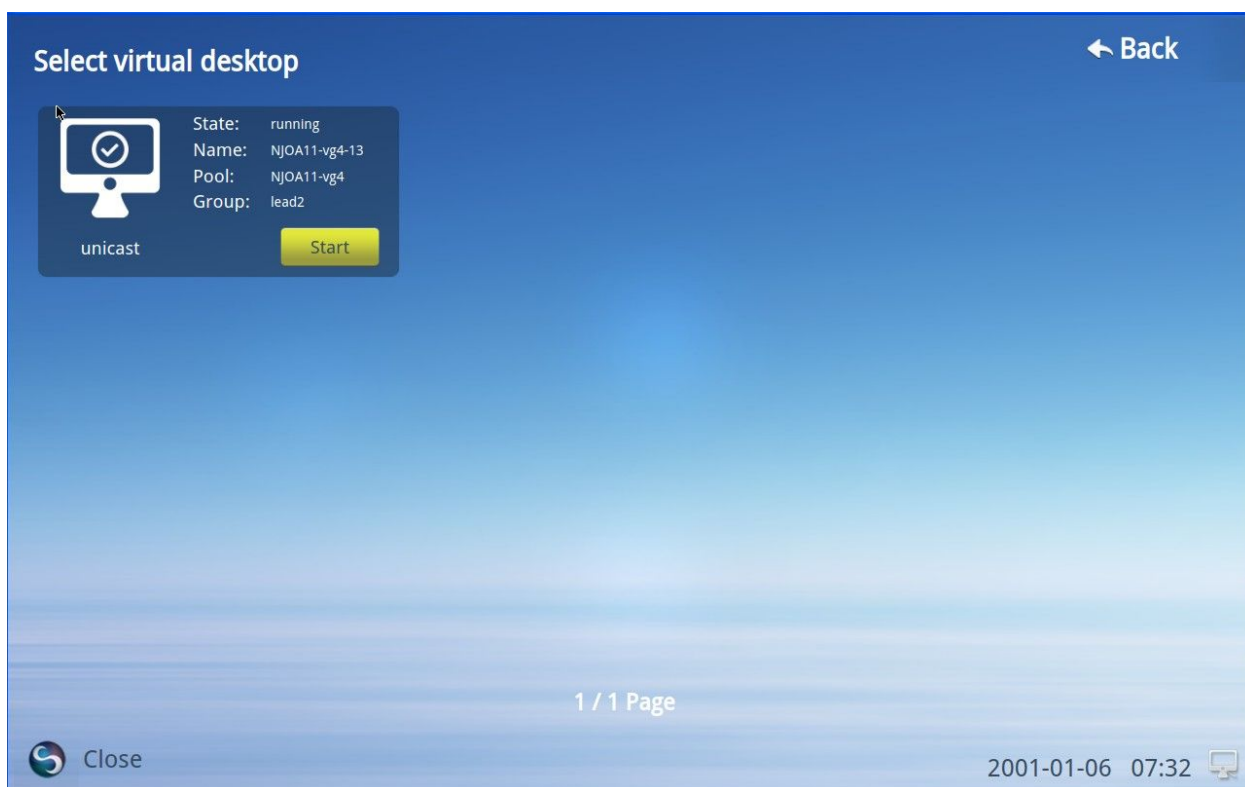 Select virtual desktop
Back
State: running
Name: NJOA11-vg4-13
Pool: NJOA11-vg4
Group: lead2
unicast
Start
1 / 1 Page
Close
2001-01-06 07:32